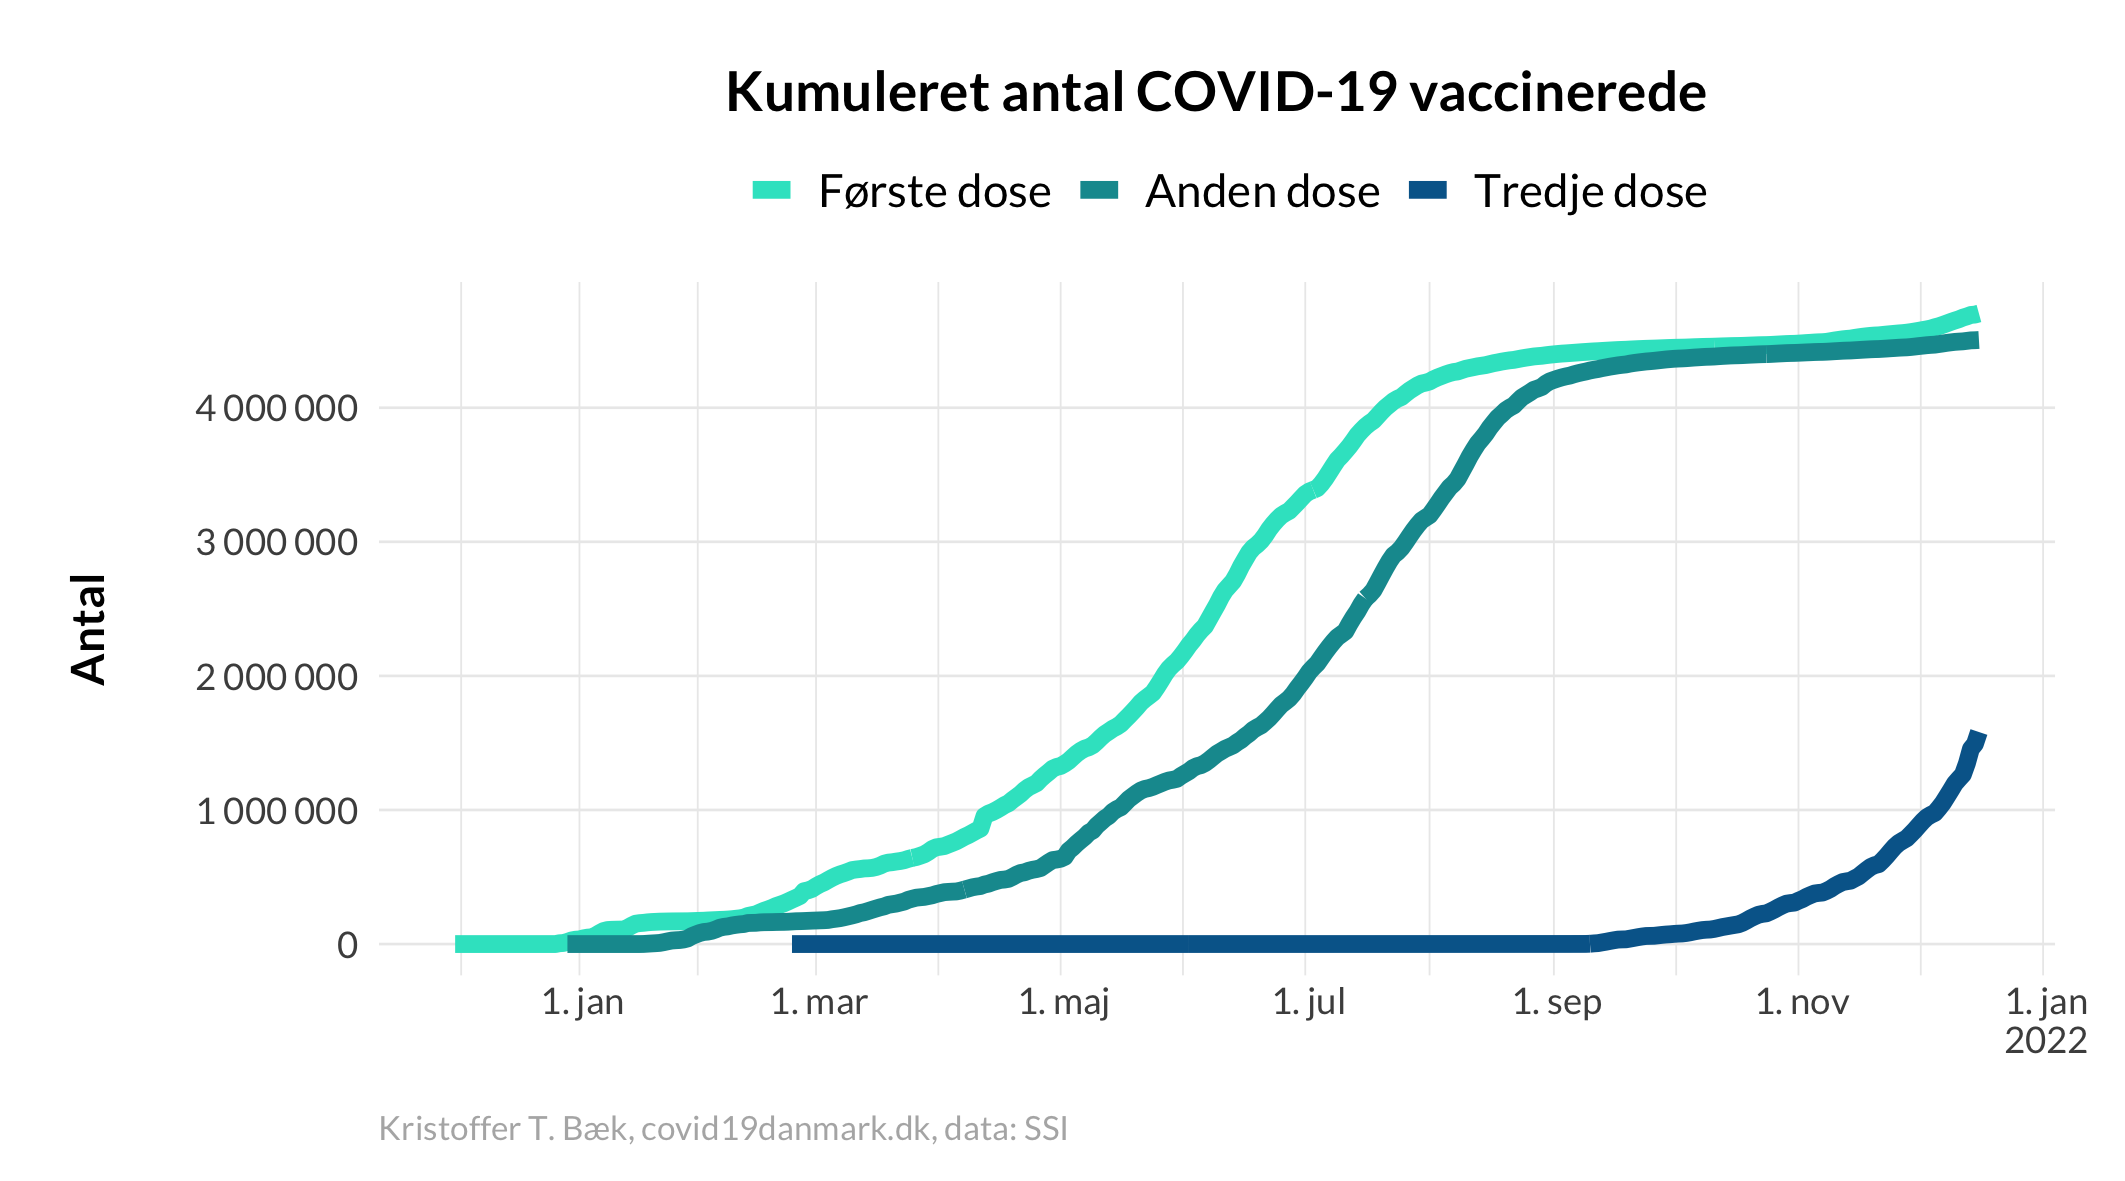 Kumuleret antal COVID-19 vaccinerede
Første dose Anden dose Tredje dose
Antal
4 000 000
3 000 000
2 000 000
1 000 000
0
1. jan 1. mar 1. maj 1. jul 1. sep 1. nov 1. jan
2022
Kristoffer T. Bæk, covid19danmark.dk, data: SSI